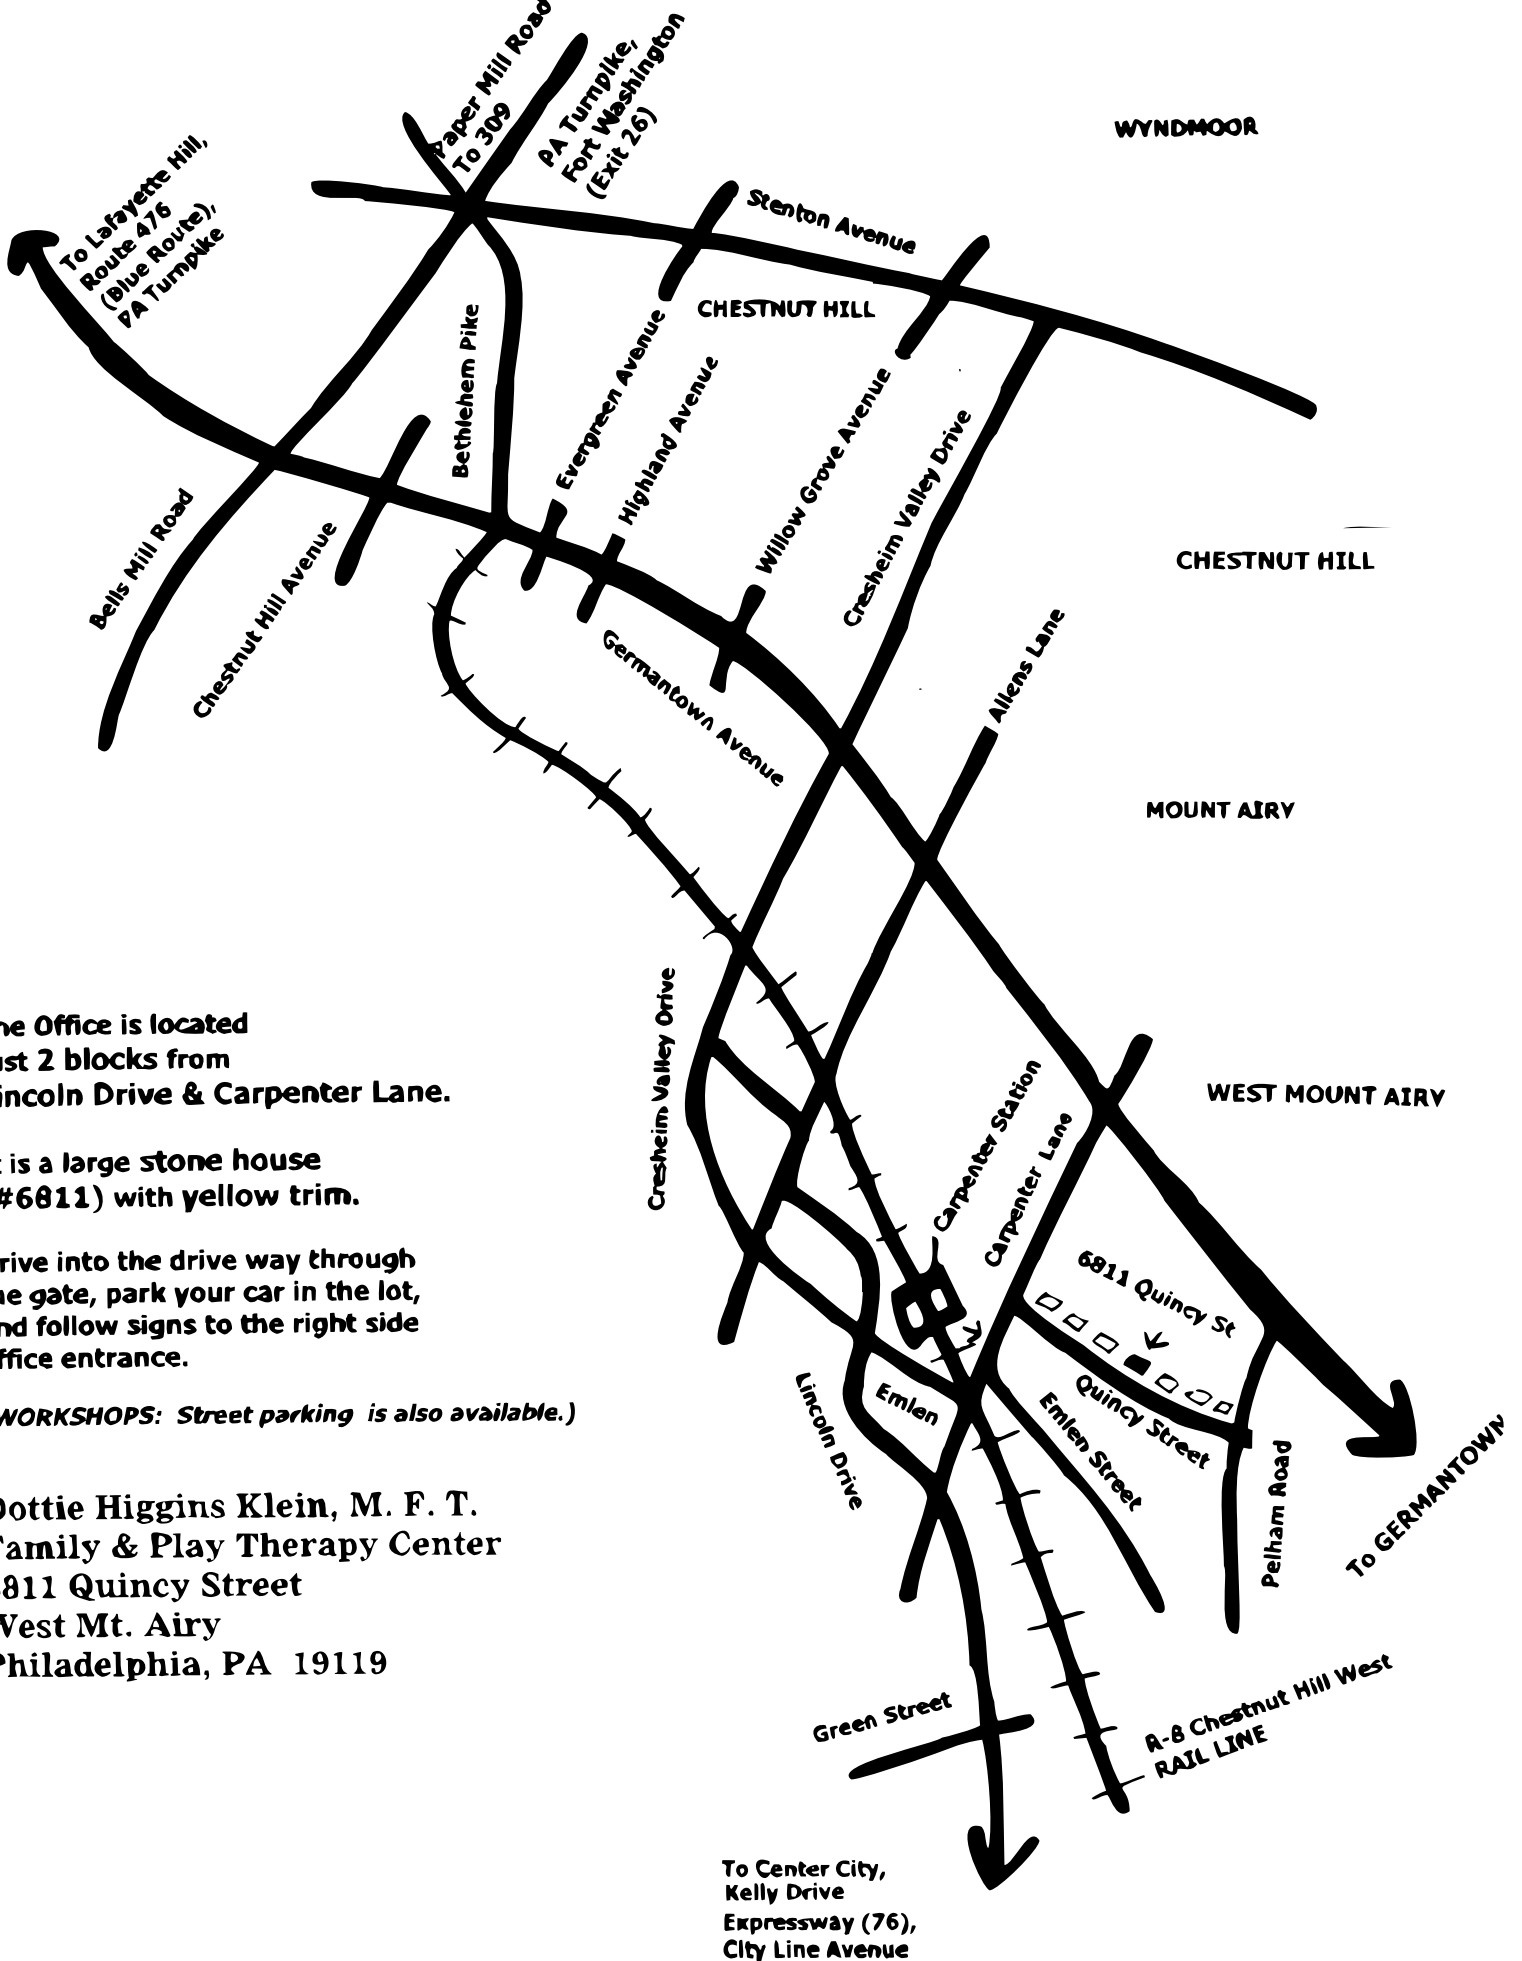 Paper Mill Road
To 309
PA Turnpike,
Fort Washington
(Exit 26)
WYNDMOOR
To Lafayette Hill,
Route 476
(Blue Route),
PA Turnpike
Stenton Avenue
CHESTNUT HILL
Bethlehem Pike
Evergreen Avenue
Highland Avenue
Willow Grove Avenue
Cresheim Valley Drive
Bells Mill Road
Chestnut Hill Avenue
CHESTNUT HILL
Germantown Avenue
Allens Lane
MOUNT AIRY
Cresheim Valley Drive
he Office is located
ust 2 blocks from
incoln Drive & Carpenter Lane.
Carpenter Station
Carpenter Lane
WEST MOUNT AIRY
t is a large stone house
#6811) with yellow trim.
rive into the drive way through
he gate, park your car in the lot,
nd follow signs to the right side
ffice entrance.
6811 Quincy St
WORKSHOPS: Street parking is also available.)
Lincoln Drive
Emlen
Emlen Street
Quincy Street
Pelham Road
To GERMANTOWN
Dottie Higgins Klein, M. F. T.
Family & Play Therapy Center
6811 Quincy Street
West Mt. Airy
Philadelphia, PA 19119
Green Street
R-8 Chestnut Hill West
RAIL LINE
To Center City,
Kelly Drive
Expressway (76),
City Line Avenue